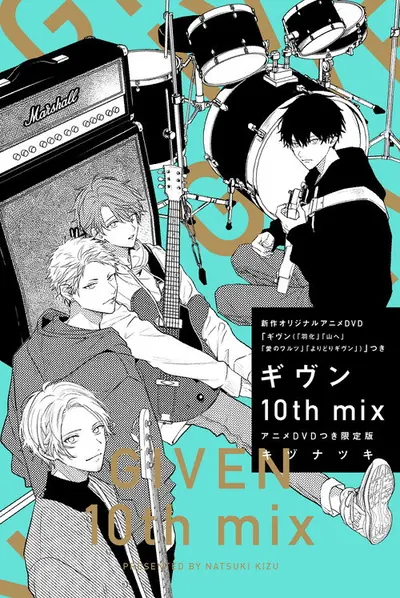 Marshall
新作オリジナルアニメDVD
『ギヴン(「羽化」「山へ」
「愛のワルツ」「よりどりギヴン」)』つき
ギヴン
10th mix
アニメDVDつき限定版
キヅナツキ
GIVEN
10th mix
PRESENTED BY NATSUKI KIZU